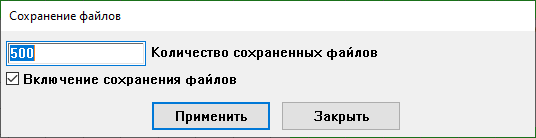 Сохранение файлов
500 Количество сохраненных файлов
Включение сохранения файлов
Применить Закрыть